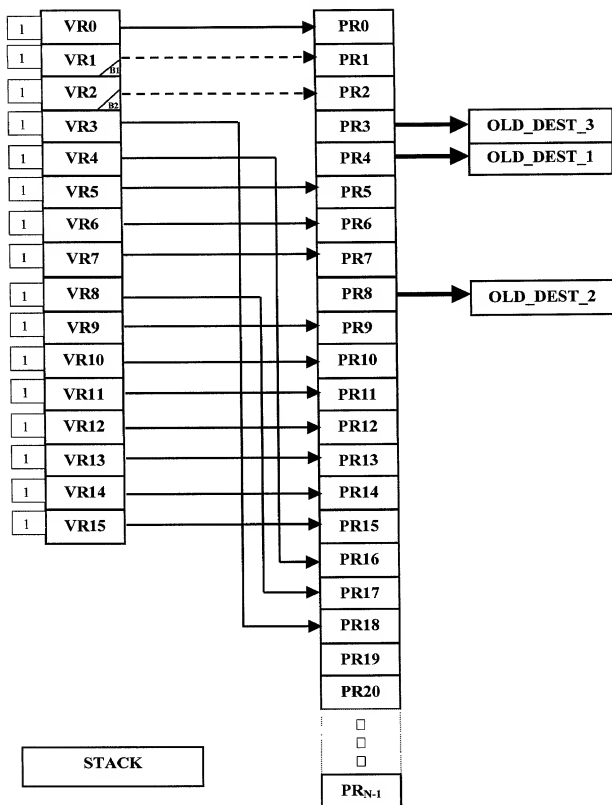 1 VR0 PR0
1 VR1 B1 PR1
1 VR2 B2 PR2
1 VR3 PR3 OLD_DEST_3
1 VR4 PR4 OLD_DEST_1
1 VR5 PR5
1 VR6 PR6
1 VR7 PR7
1 VR8 PR8 OLD_DEST_2
1 VR9 PR9
1 VR10 PR10
1 VR11 PR11
1 VR12 PR12
1 VR13 PR13
1 VR14 PR14
1 VR15 PR15
PR16
PR17
PR18
PR19
PR20
STACK
PRN-1